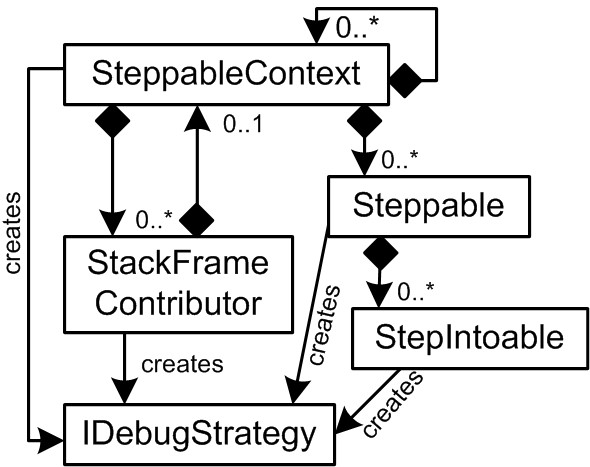 0..*
SteppableContext
0..1
0..*
creates
Steppable
0..*
StackFrame
Contributor
0..*
creates
StepIntoable
creates
creates
IDebugStrategy